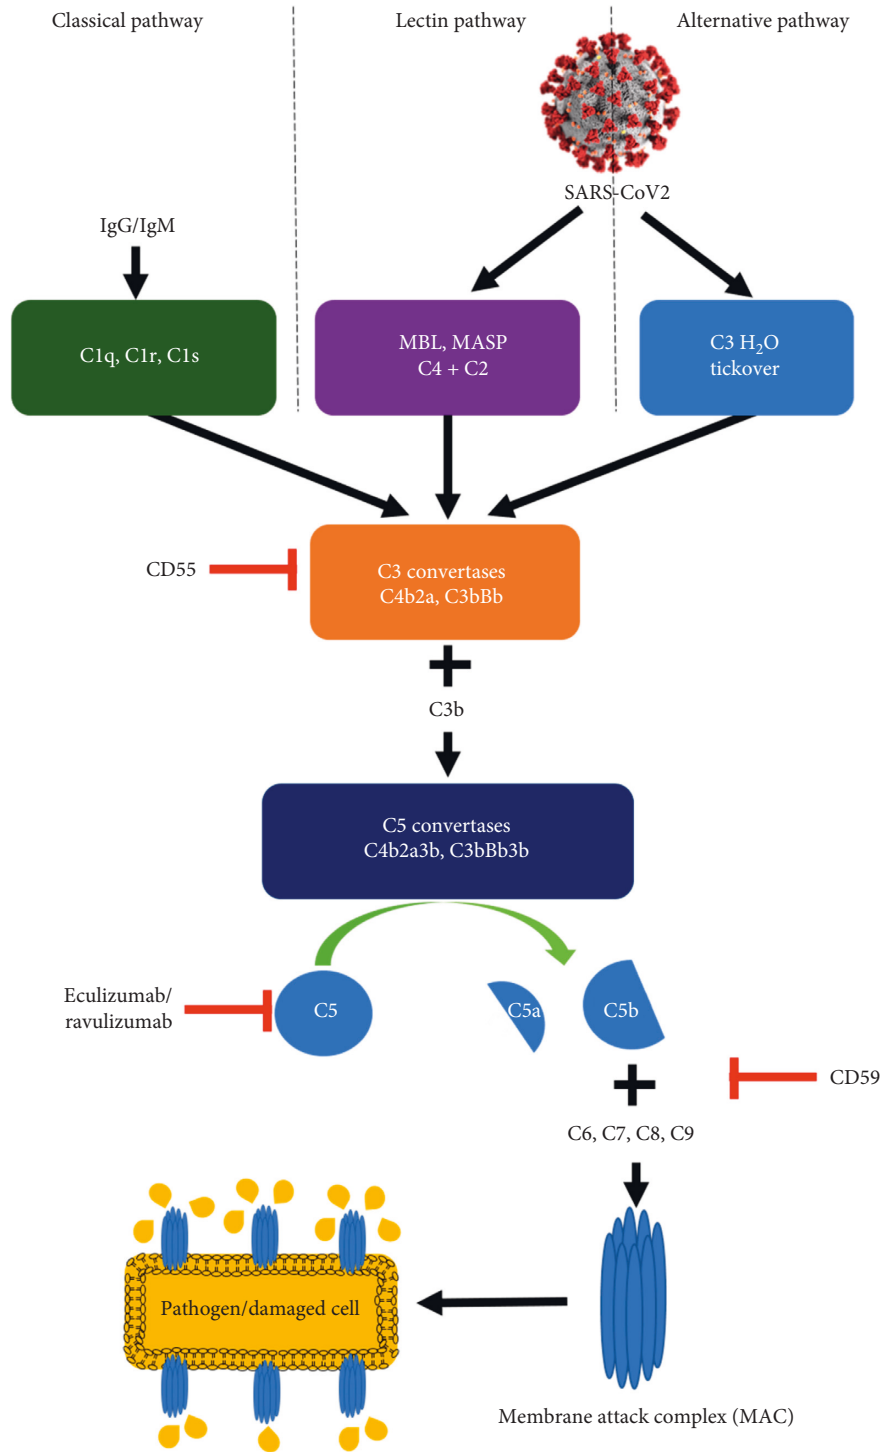 Classical pathway
Lectin pathway
Alternative pathway
SARS-CoV2
IgG/IgM
C1q, C1r, C1s
MBL, MASP
C4 + C2
C3 H₂O
tickover
CD55
C3 convertases
C4b2a, C3bBb
C3b
C5 convertases
C4b2a3b, C3bBb3b
Eculizumab/
ravulizumab
C5
C5a
C5b
CD59
C6, C7, C8, C9
Pathogen/damaged cell
Membrane attack complex (MAC)